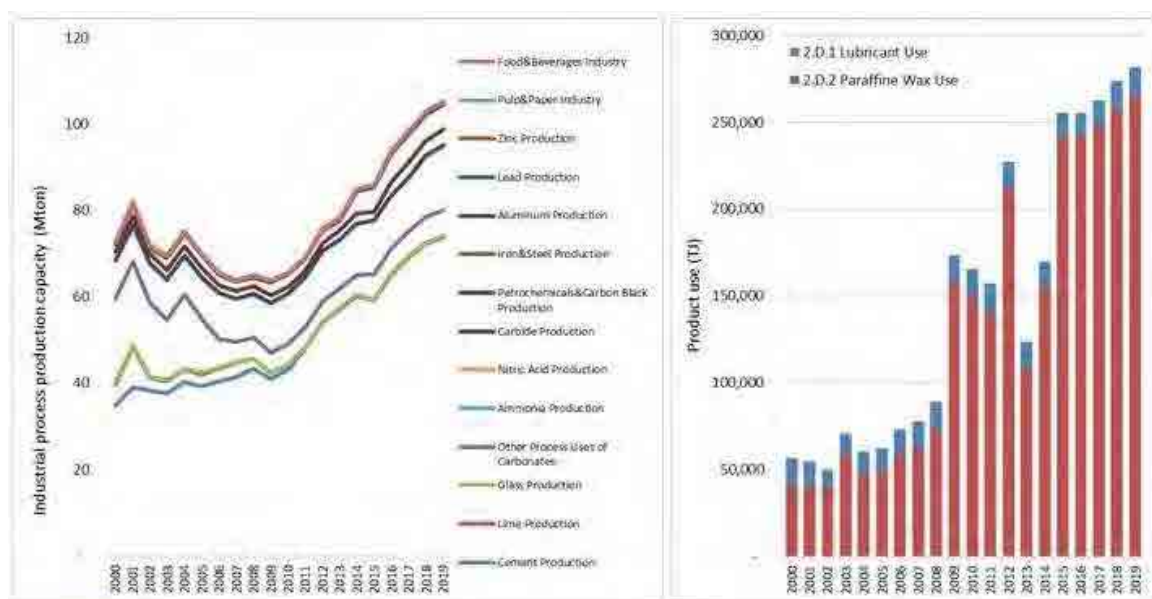 Industrial process production capacity (Mton)
120
100
80
60
40
20
-
2000 2001 2002 2003 2004 2005 2006 2007 2008 2009 2010 2011 2012 2013 2014 2015 2016 2017 2018 2019
Food&Beverages Industry
Pulp&Paper Industry
Zinc Production
Lead Production
Aluminum Production
Iron&Steel Production
Petrochemicals&Carbon Black
Production
Carbide Production
Nitric Acid Production
Ammonia Production
Other Process Uses of
Carbonates
Glass Production
Lime Production
Cement Production
Product use (TJ)
300,000
250,000
200,000
150,000
100,000
50,000
-
2.D.1 Lubricant Use
2.D.2 Paraffine Wax Use
2000 2001 2002 2003 2004 2005 2006 2007 2008 2009 2010 2011 2012 2013 2014 2015 2016 2017 2018 2019